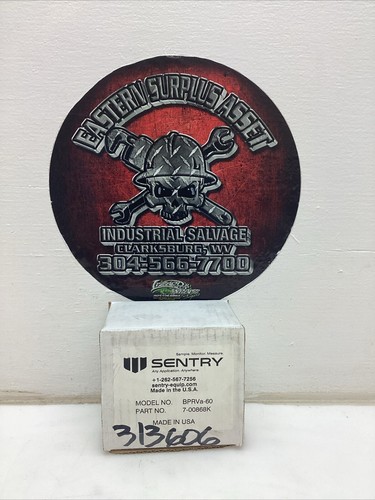 EASTERN SURPLUS ASSET
INDUSTRIAL SALVAGE
CLARKSBURG, WV
304-566-7700
Sample. Monitor. Measure.
SENTRY
Any Application. Anywhere.
+1-262-567-7256
sentry-equip.com
Made in the U.S.A.
MODEL NO. BPRVa-60
PART NO. 7-00868K
MADE IN USA
313606